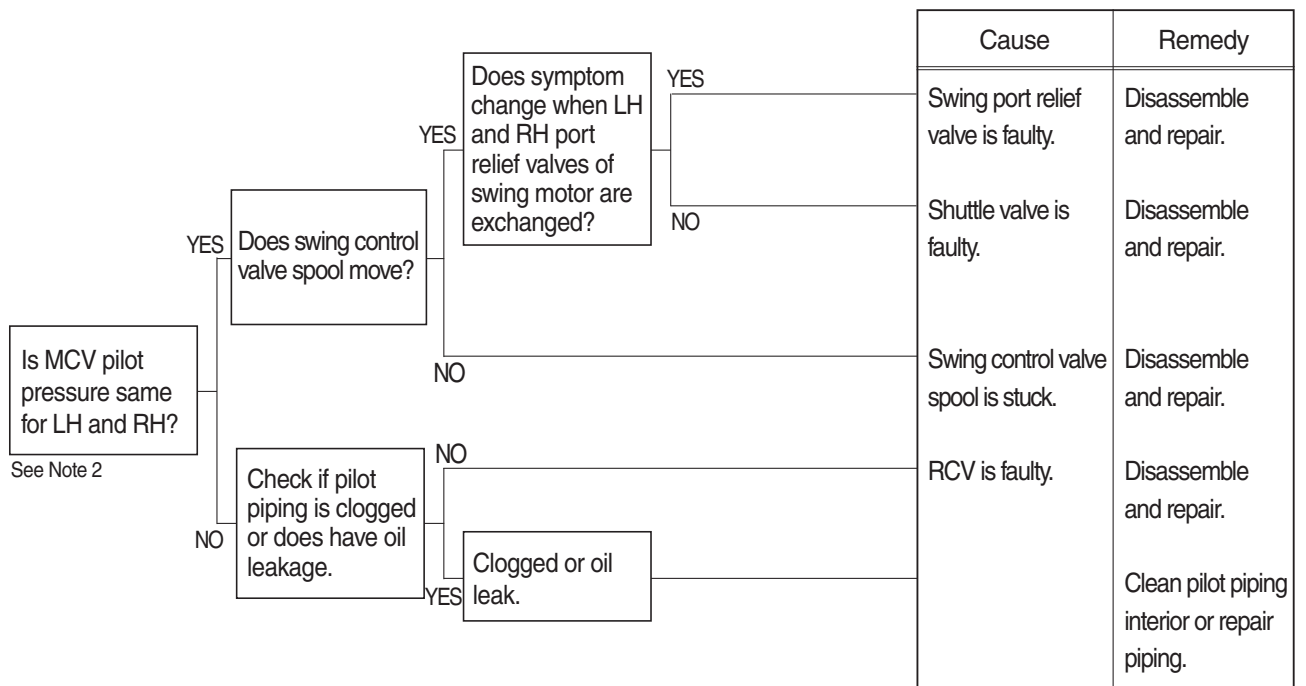 Cause
Remedy
Does symptom
change when LH
and RH port
relief valves of
swing motor are
exchanged?
YES
Swing port relief
valve is faulty.
Disassemble
and repair.
YES
NO
Shuttle valve is
faulty.
Disassemble
and repair.
YES
Does swing control
valve spool move?
NO
Swing control valve
spool is stuck.
Disassemble
and repair.
Is MCV pilot
pressure same
for LH and RH?
See Note 2
NO
Check if pilot
piping is clogged
or does have oil
leakage.
NO
RCV is faulty.
Disassemble
and repair.
YES
Clogged or oil
leak.
Clean pilot piping
interior or repair
piping.